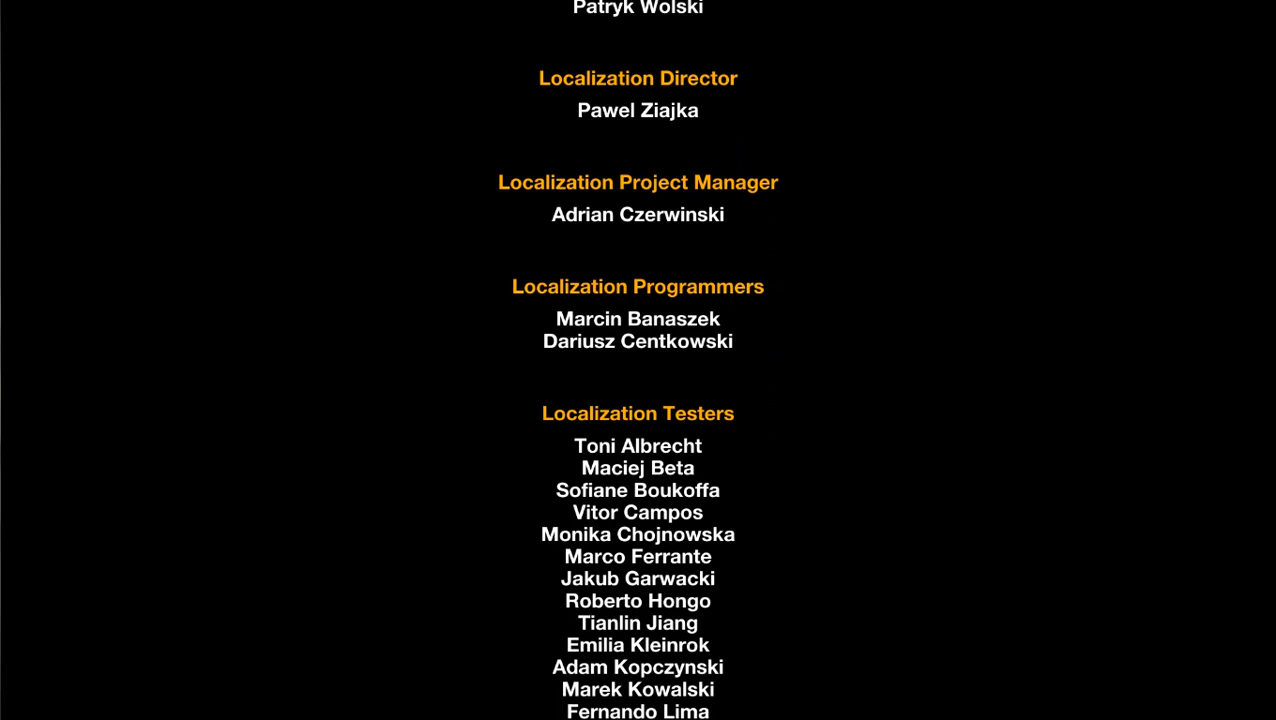 Patryk Wolski
Localization Director
Pawel Ziajka
Localization Project Manager
Adrian Czerwinski
Localization Programmers
Marcin Banaszek
Dariusz Centkowski
Localization Testers
Toni Albrecht
Maciej Beta
Sofiane Boukoffa
Vitor Campos
Monika Chojnowska
Marco Ferrante
Jakub Garwacki
Roberto Hongo
Tianlin Jiang
Emilia Kleinrok
Adam Kopczynski
Marek Kowalski
Fernando Lima